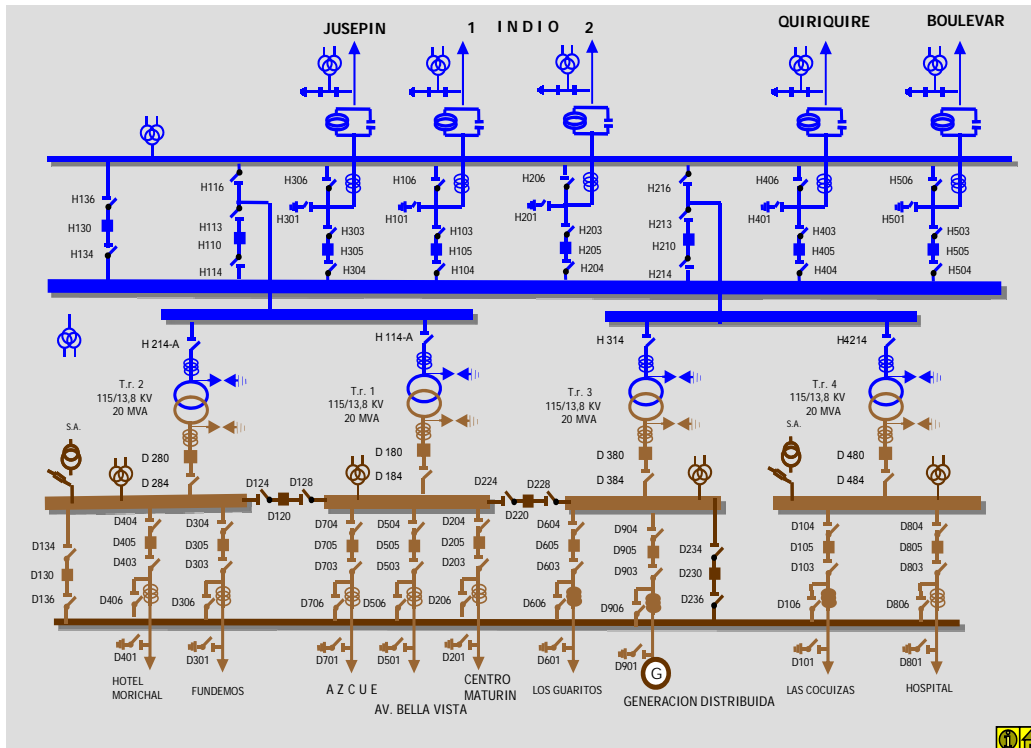 JUSEPIN
1 INDIO 2
QUIRIQUIRE
BOULEVAR
H136
H130
H134
H116
H113
H110
H114
H306
H301
H303
H305
H304
H106
H101
H103
H105
H104
H206
H201
H203
H205
H204
H216
H213
H210
H214
H406
H401
H403
H405
H404
H506
H501
H503
H505
H504
H 214-A
H 114-A
H 314
H4214
T.r. 2
115/13,8 KV
20 MVA
T.r. 1
115/13,8 KV
20 MVA
T.r. 3
115/13,8 KV
20 MVA
T.r. 4
115/13,8 KV
20 MVA
S.A.
S.A.
D 280
D 284
D 180
D 184
D 380
D 384
D 480
D 484
D124
D128
D120
D224
D228
D220
D134
D130
D136
D404
D405
D403
D406
D401
D304
D305
D303
D306
D301
D704
D705
D703
D706
D701
D504
D505
D503
D506
D501
D204
D205
D203
D206
D201
D604
D605
D603
D606
D601
D904
D905
D903
D906
D901
D234
D230
D236
D104
D105
D103
D106
D101
D804
D805
D803
D806
D801
G
HOTEL
MORICHAL
FUNDEMOS
AZCUE
AV. BELLA VISTA
CENTRO
MATURIN
LOS GUARITOS
GENERACION DISTRIBUIDA
LAS COCUIZAS
HOSPITAL